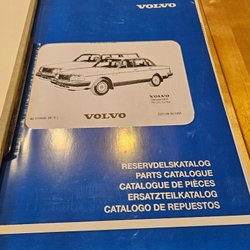 VOLVO
VOLVO
VOLVO
RESERVDELSKATALOG
PARTS CATALOGUE
CATALOGUE DE PIÈCES
ERSATZTEILKATALOG
CATALOGO DE REPUESTOS